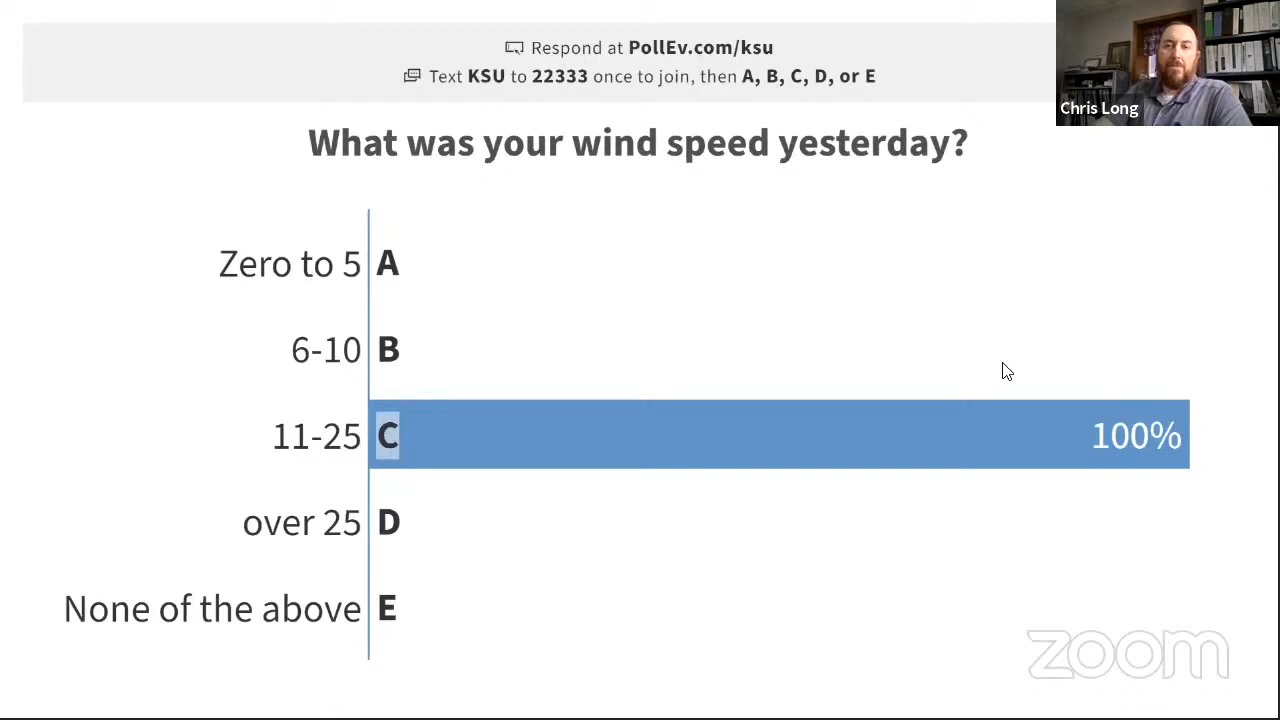 Respond at PollEv.com/ksu
Text KSU to 22333 once to join, then A, B, C, D, or E
Chris Long
What was your wind speed yesterday?
Zero to 5 A
6-10 B
11-25 C 100%
over 25 D
None of the above E
zoom